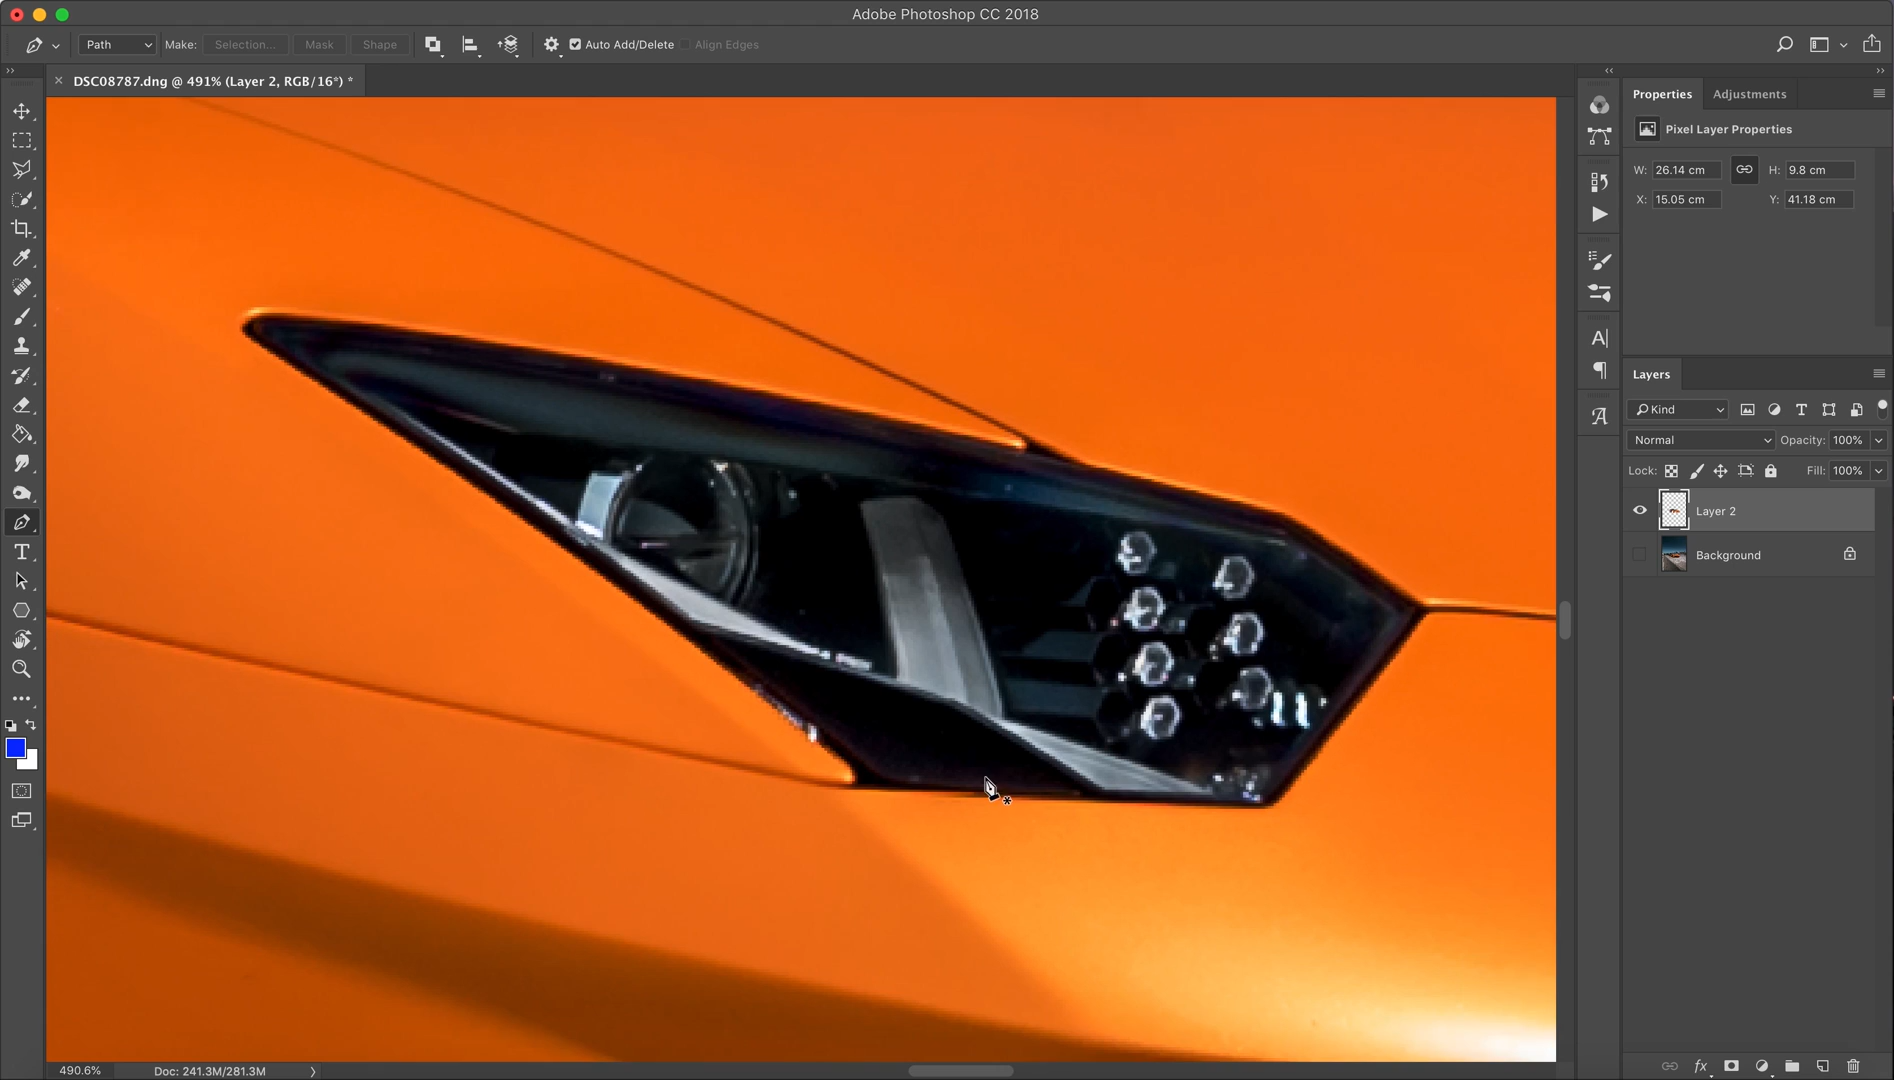 Adobe Photoshop CC 2018
Path Make: Selection... Mask Shape Auto Add/Delete Align Edges
DSC08787.dng @ 491% (Layer 2, RGB/16*) *
Properties Adjustments
Pixel Layer Properties
W: 26.14 cm H: 9.8 cm
X: 15.05 cm Y: 41.18 cm
Layers
Kind
Normal Opacity: 100%
Lock: Fill: 100%
Layer 2
Background
490.6% Doc: 241.3M/281.3M